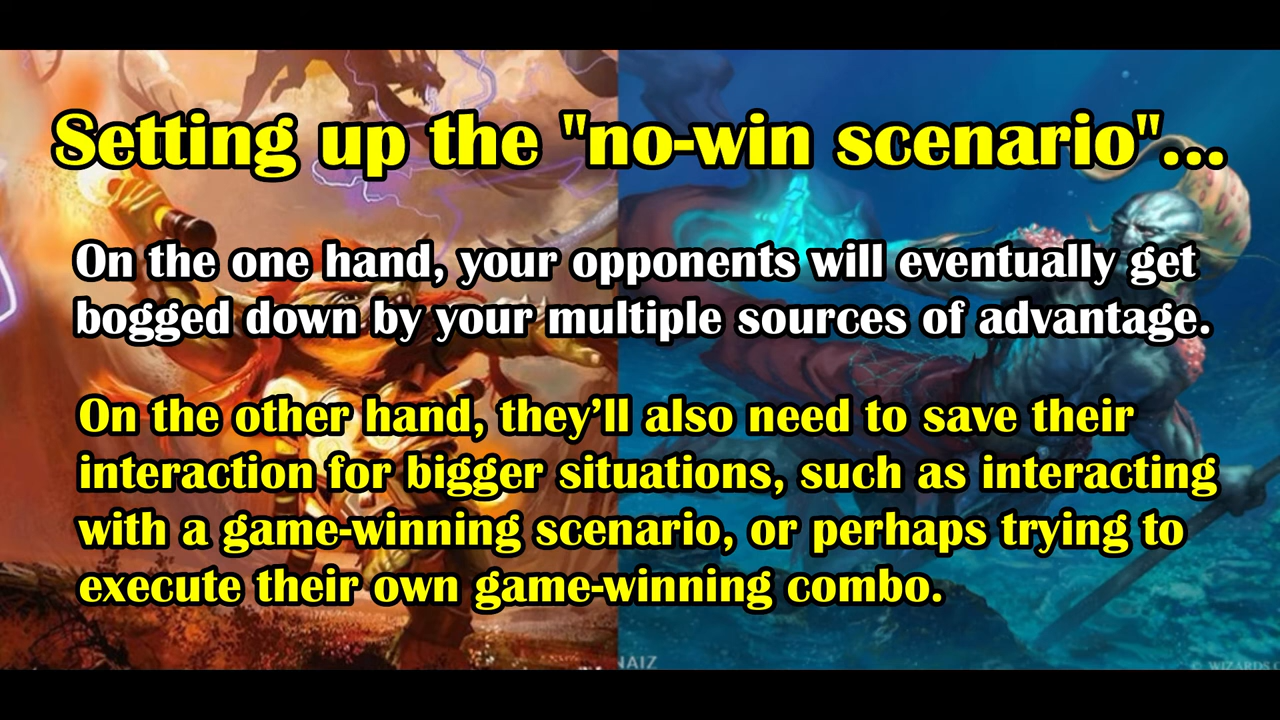 Setting up the "no-win scenario"...
On the one hand, your opponents will eventually get
bogged down by your multiple sources of advantage.
On the other hand, they’ll also need to save their
interaction for bigger situations, such as interacting
with a game-winning scenario, or perhaps trying to
execute their own game-winning combo.
NAIZ
© WIZARDS